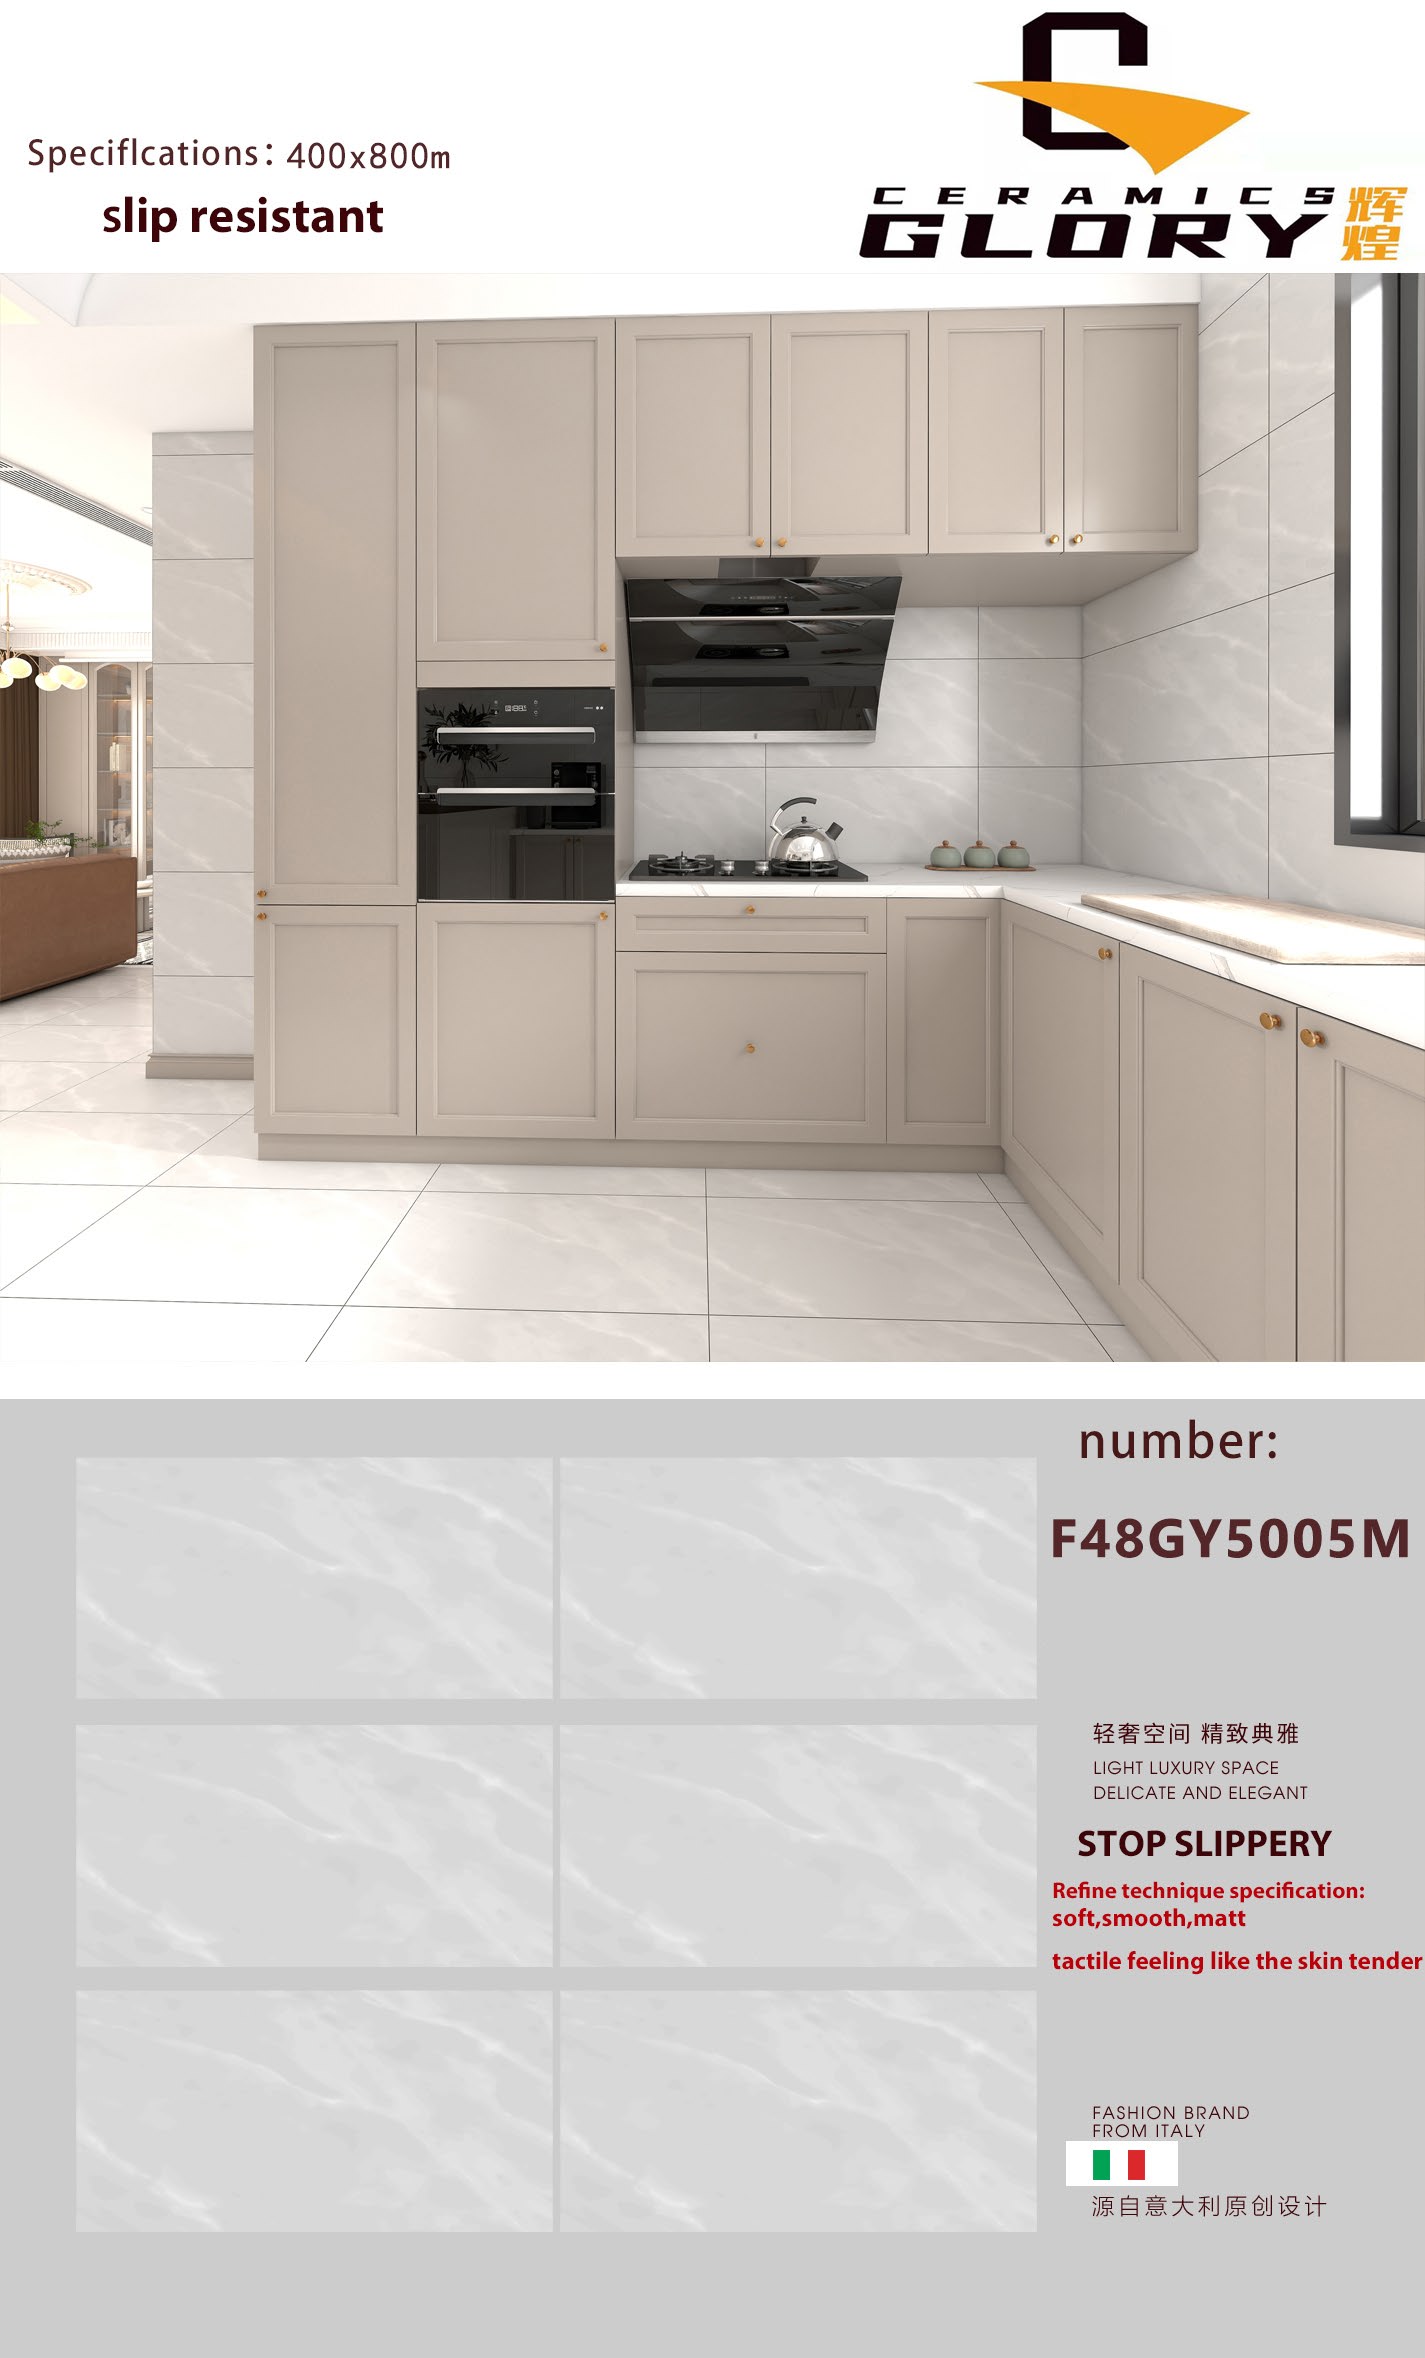 Speciflcations: 400x800m
slip resistant
C
CERAMICS
GLORY 辉煌
number:
F48GY5005M
轻奢空间 精致典雅
LIGHT LUXURY SPACE
DELICATE AND ELEGANT
STOP SLIPPERY
Refine technique specification:
soft,smooth,matt
tactile feeling like the skin tender
FASHION BRAND
FROM ITALY
源自意大利原创设计